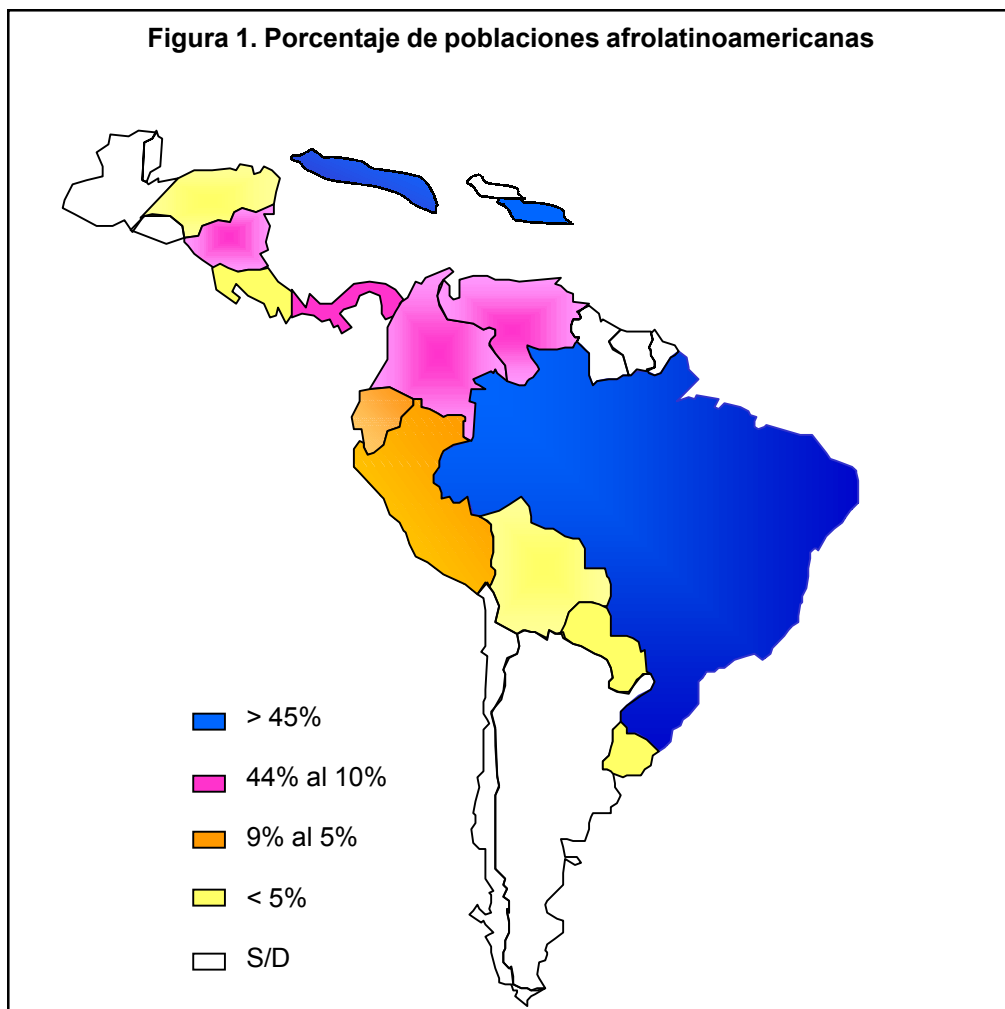 Figura 1. Porcentaje de poblaciones afrolatinoamericanas
> 45%
44% al 10%
9% al 5%
< 5%
S/D